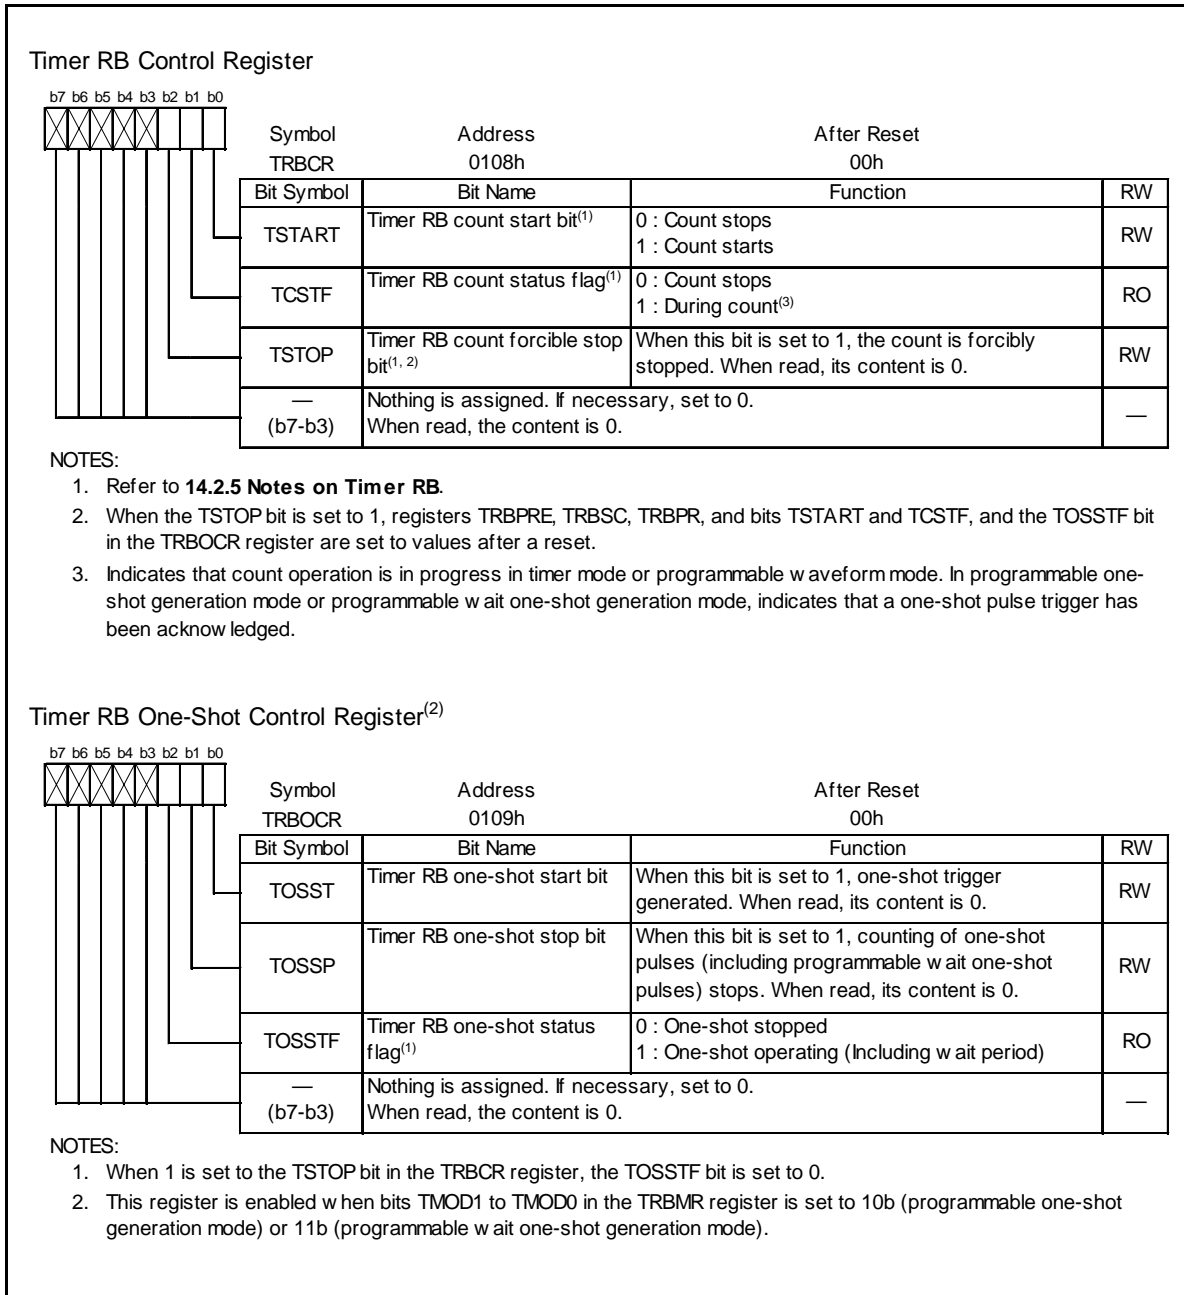 Timer RB Control Register
b7 b6 b5 b4 b3 b2 b1 b0
Symbol Address After Reset
TRBCR 0108h 00h
Bit Symbol Bit Name Function RW
TSTART Timer RB count start bit(1) 0 : Count stops
1 : Count starts RW
TCSTF Timer RB count status flag(1) 0 : Count stops
1 : During count(3) RO
TSTOP Timer RB count forcible stop
bit(1, 2) When this bit is set to 1, the count is forcibly
stopped. When read, its content is 0. RW
—
(b7-b3) Nothing is assigned. If necessary, set to 0.
When read, the content is 0. —
NOTES:
1. Refer to 14.2.5 Notes on Timer RB.
2. When the TSTOP bit is set to 1, registers TRBPRE, TRBSC, TRBPR, and bits TSTART and TCSTF, and the TOSSTF bit
in the TRBOCR register are set to values after a reset.
3. Indicates that count operation is in progress in timer mode or programmable waveform mode. In programmable one-
shot generation mode or programmable wait one-shot generation mode, indicates that a one-shot pulse trigger has
been acknowledged.
Timer RB One-Shot Control Register(2)
b7 b6 b5 b4 b3 b2 b1 b0
Symbol Address After Reset
TRBOCR 0109h 00h
Bit Symbol Bit Name Function RW
TOSST Timer RB one-shot start bit When this bit is set to 1, one-shot trigger
generated. When read, its content is 0. RW
TOSSP Timer RB one-shot stop bit When this bit is set to 1, counting of one-shot
pulses (including programmable wait one-shot
pulses) stops. When read, its content is 0. RW
TOSSTF Timer RB one-shot status
flag(1) 0 : One-shot stopped
1 : One-shot operating (Including wait period) RO
—
(b7-b3) Nothing is assigned. If necessary, set to 0.
When read, the content is 0. —
NOTES:
1. When 1 is set to the TSTOP bit in the TRBCR register, the TOSSTF bit is set to 0.
2. This register is enabled when bits TMOD1 to TMOD0 in the TRBMR register is set to 10b (programmable one-shot
generation mode) or 11b (programmable wait one-shot generation mode).